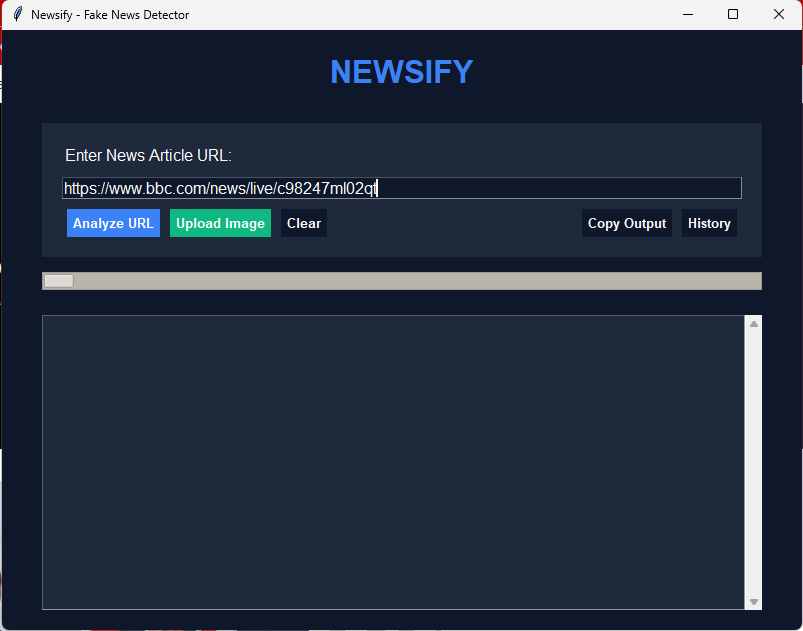 Newsify - Fake News Detector
NEWSIFY
Enter News Article URL:
https://www.bbc.com/news/live/c98247ml02qt
Analyze URL Upload Image Clear Copy Output History